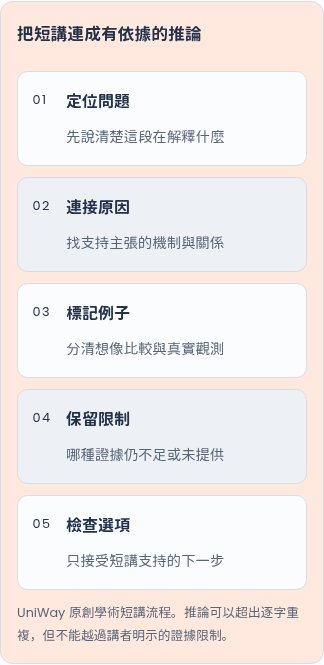 把短講連成有依據的推論
01 定位問題
先說清楚這段在解釋什麼
02 連接原因
找支持主張的機制與關係
03 標記例子
分清想像比較與真實觀測
04 保留限制
哪種證據仍不足或未提供
05 檢查選項
只接受短講支持的下一步
UniWay 原創學術短講流程。推論可以超出逐字重
複，但不能越過講者明示的證據限制。